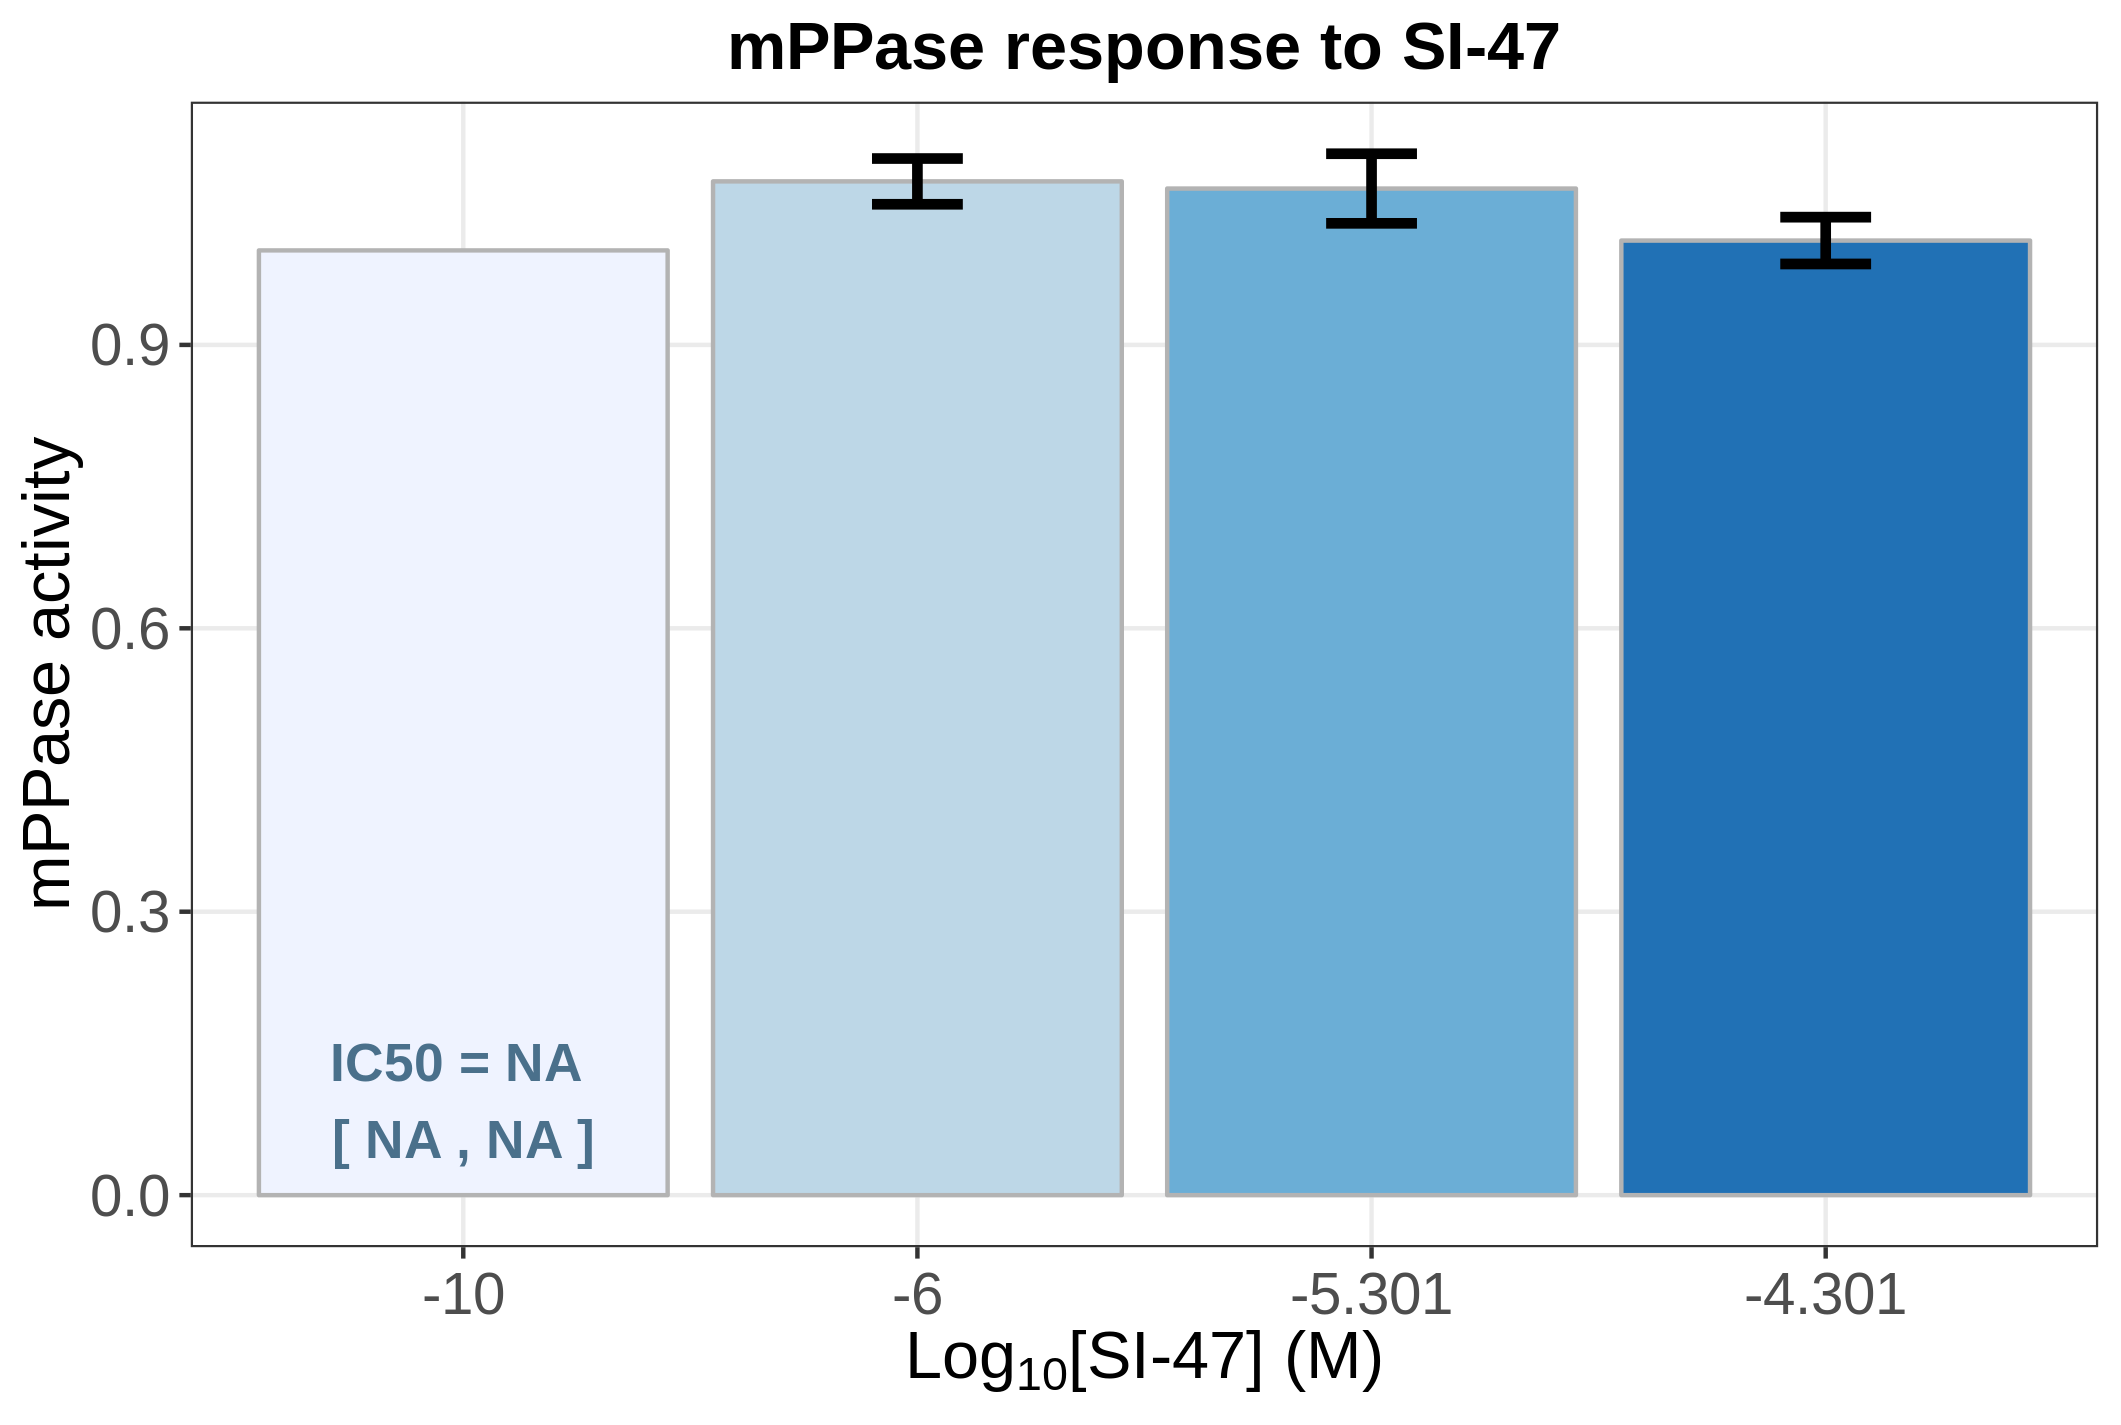 mPPase response to SI-47
mPPase activity
0.9
0.6
0.3
0.0
IC50 = NA
[ NA , NA ]
-10
-6
-5.301
-4.301
Log10[SI-47] (M)